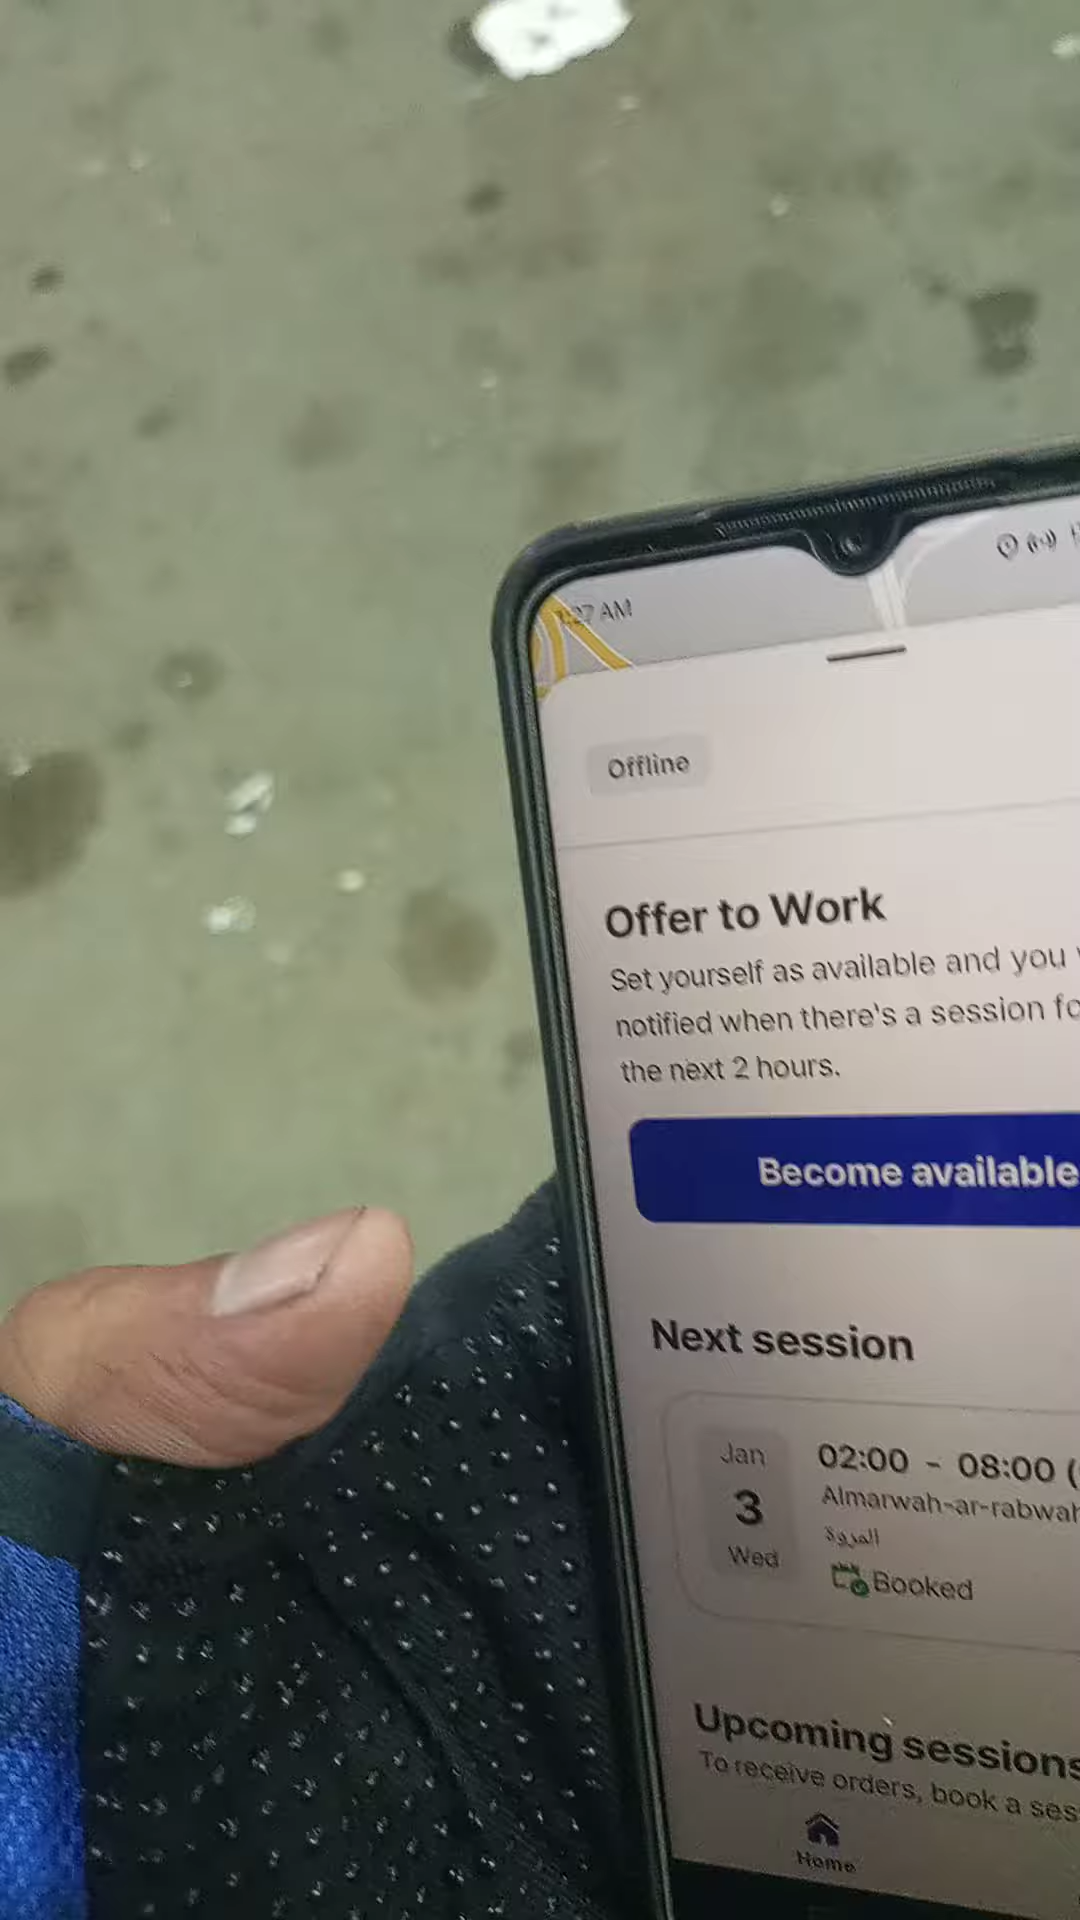 27 AM
Offline
Offer to Work
Set yourself as available and you
notified when there's a session fo
the next 2 hours.
Become available
Next session
Jan
3
Wed
02:00 - 08:00 (
Almarwah-ar-rabwah
المروة
Booked
Upcoming sessions
To receive orders, book a ses
Home